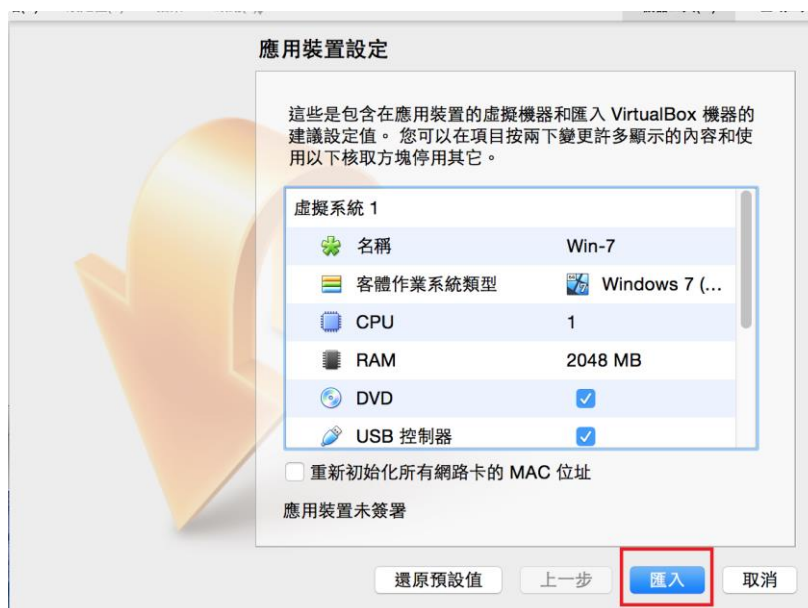 應用裝置設定
這些是包含在應用裝置的虛擬機器和匯入 VirtualBox 機器的
建議設定值。 您可以在項目按兩下變更許多顯示的內容和使
用以下核取方塊停用其它。
虛擬系統 1
名稱 Win-7
客體作業系統類型 Windows 7 (...
CPU 1
RAM 2048 MB
DVD
USB 控制器
重新初始化所有網路卡的 MAC 位址
應用裝置未簽署
還原預設值 上一步 匯入 取消